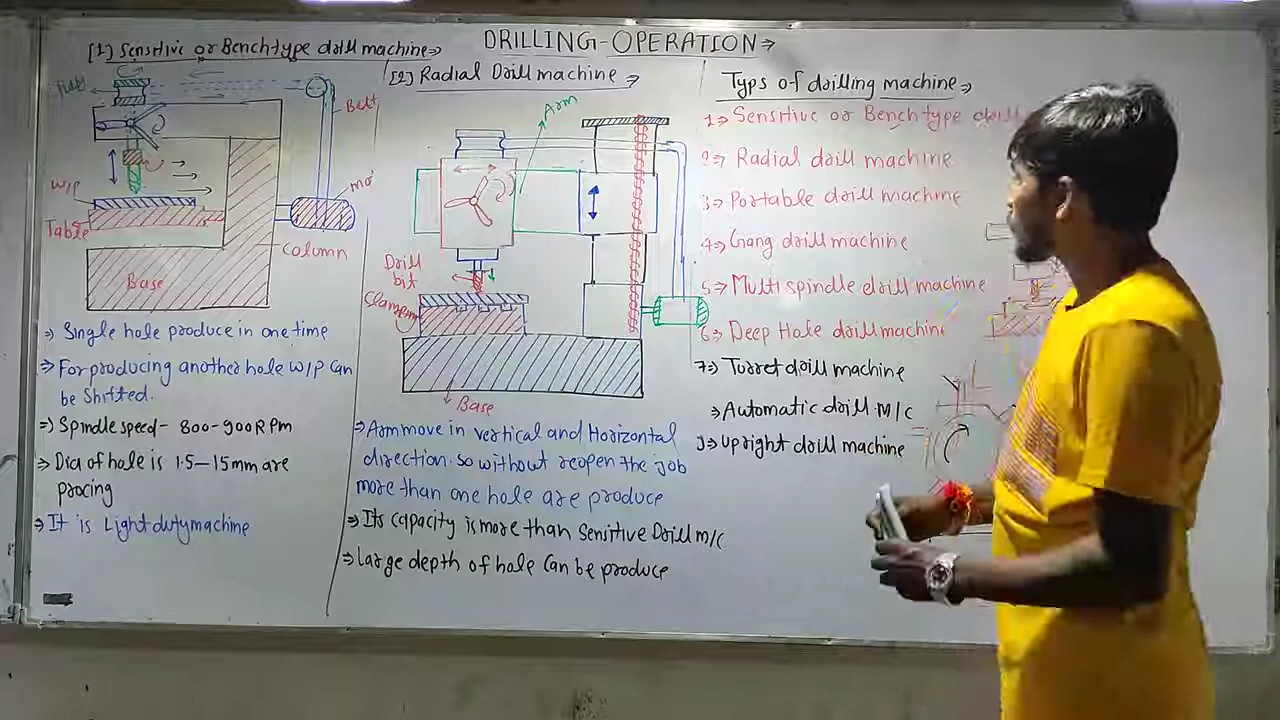 DRILLING-OPERATION⇒
[1] Sensitive or Bench type drill machine⇒
Belt
W/P
Table
Column
Base
⇒ Single hole produce in one time
⇒ For producing another hole W/P can
be Shifted.
⇒ Spindle speed - 800-900 RPm
⇒ Dia of hole is 1.5—15mm are
⇒ It is Light duty machine
[2] Radial Drill machine ⇒
Arm
Drill
bit
Base
⇒ Arm move in vertical and Horizontal
direction. so without reopen the job
more than one hole are produce
⇒ Its capacity is more than Sensitive Drill m/c
⇒ Large depth of hole can be produce
Typs of drilling machine⇒
1⇒ Sensitive or Bench type drill
2⇒ Radial drill machine
3⇒ Portable drill machine
4⇒ Gang drill machine
5⇒ Multi spindle drill machine
6⇒ Deep Hole drill machine
7⇒ Turret drill machine
⇒ Automatic drill M/C
9⇒ Upright drill machine